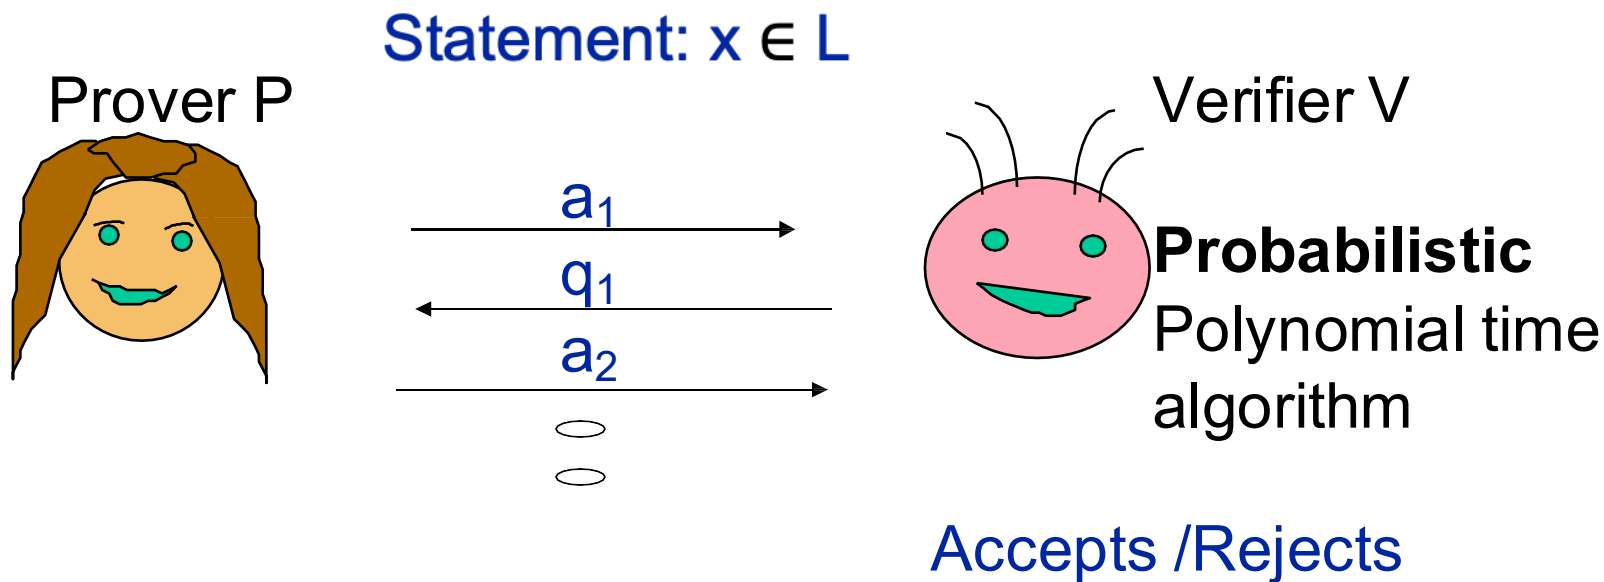 Statement: x ∈ L
Prover P
Verifier V
a₁
q₁
a₂
Probabilistic
Polynomial time
algorithm
Accepts /Rejects